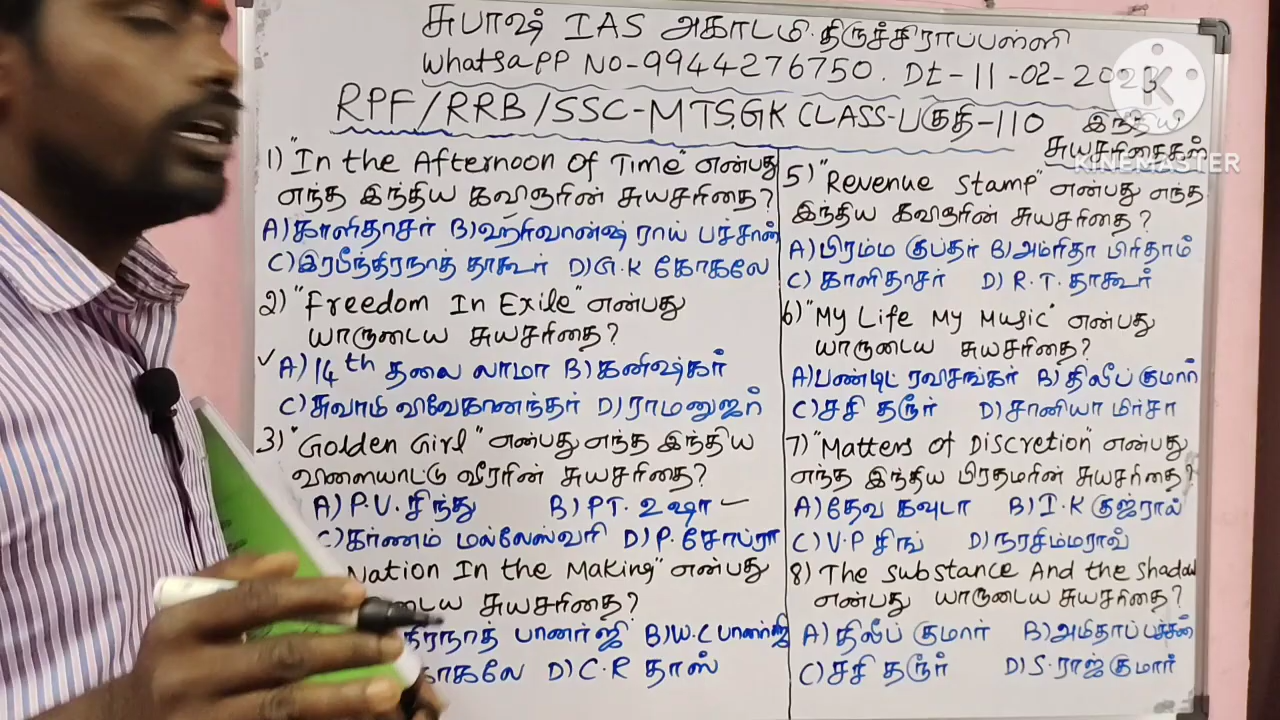 சுபாஷ் IAS அகாடமி திருச்சிராப்பள்ளி
WhatsaPP No-9944276750. Dt-11-02-2023
RPF/RRB/SSC-MTS,GK CLASS-பகுதி-110
இந்திய
சுயசரிதைகள்
KINEMASTER
1) "In the Afternoon Of Time" என்பது
எந்த இந்திய கவிஞரின் சுயசரிதை?
A) காளிதாசர் B) ஹரிவான்ஷ் ராய் பச்சான்
C) இரபீந்திரநாத் தாகூர் D) G.K கோகலே
2) "Freedom In Exile" என்பது
யாருடைய சுயசரிதை?
✓ A) 14th தலை லாமா B) கனிஷ்கர்
C) சுவாமி விவேகானந்தர் D) ராமனுஜர்
3) "Golden Girl" என்பது எந்த இந்திய
விளையாட்டு வீரரின் சுயசரிதை?
A) P.V.சிந்து B) PT. உஷா
C) கர்ணம் மல்லேஸ்வரி D) P. சோப்ரா
Nation In the Making" என்பது
டைய சுயசரிதை?
திரநாத் பானர்ஜி B) W.C பானர்ஜி
கோகலே D) C.R தாஸ்
5) "Revenue Stamp" என்பது எந்த
இந்திய கவிஞரின் சுயசரிதை?
A) பிரம்ம குப்தர் B) அம்ரிதா பிரிதாம்
C) காளிதாசர் D) R.T.தாகூர்
6) "My Life My Music" என்பது
யாருடைய சுயசரிதை?
A) பண்டிட் ரவிசங்கர் B) திலீப் குமார்
C) சசி தரூர் D) சானியா மிர்சா
7) "Matters of Discretion" என்பது
எந்த இந்திய பிரதமரின் சுயசரிதை?
A) தேவ கவுடா B) I.K குஜ்ரால்
C) V.P சிங் D) நரசிம்மராவ்
8) The Substance And the Shadow
என்பது யாருடைய சுயசரிதை?
A) திலீப் குமார் B) அமிதாப் பச்சன்
C) சசி தரூர் D) S.ராஜ்குமார்